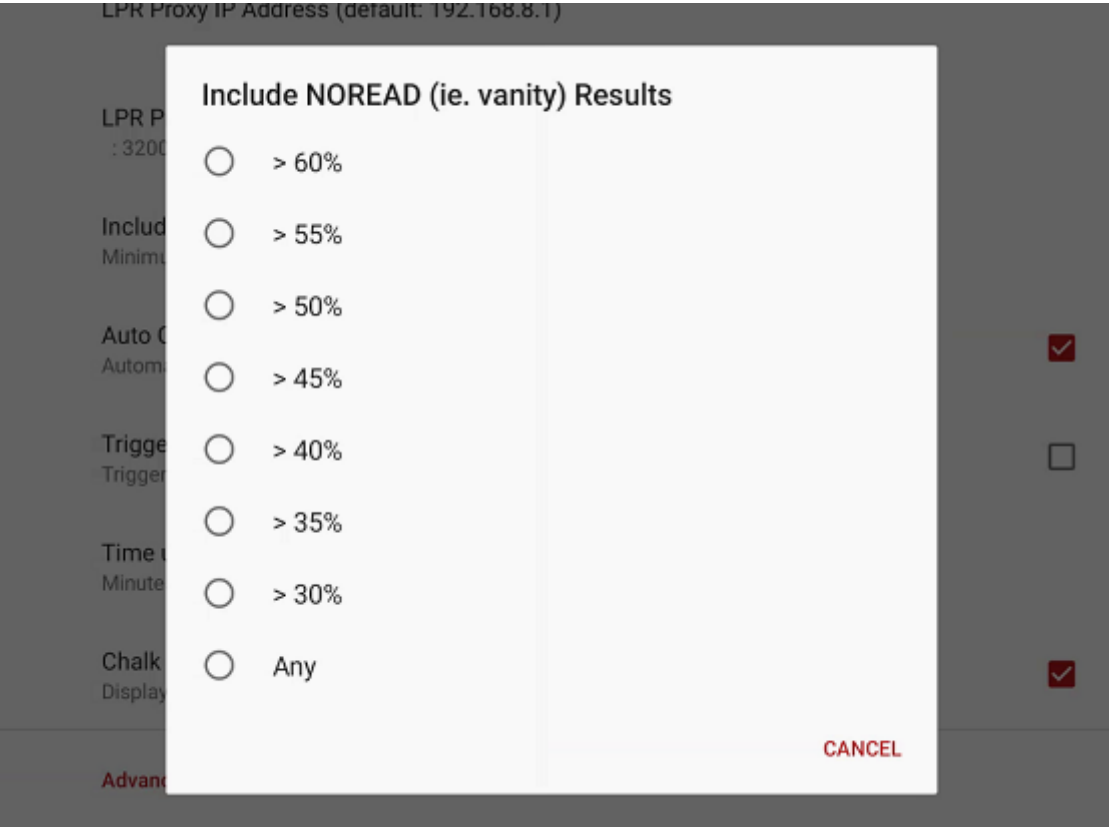 LPR Proxy IP Address (default: 192.168.8.1)
Include NOREAD (ie. vanity) Results
LPR P
: 3200
> 60%
Includ
Minimu
> 55%
> 50%
Auto
Automa
> 45%
Trigge
Trigger
> 40%
> 35%
Time
Minute
> 30%
Chalk
Display
Any
CANCEL
Advanc